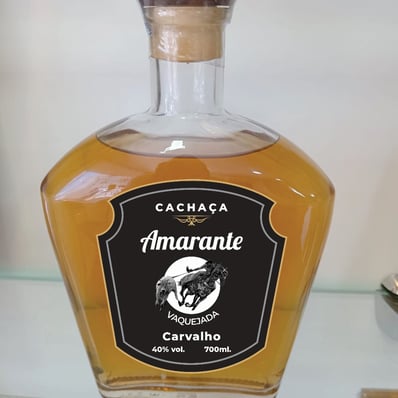 CACHAÇA
Amarante
VAQUEJADA
Carvalho
40% vol. 700ml.